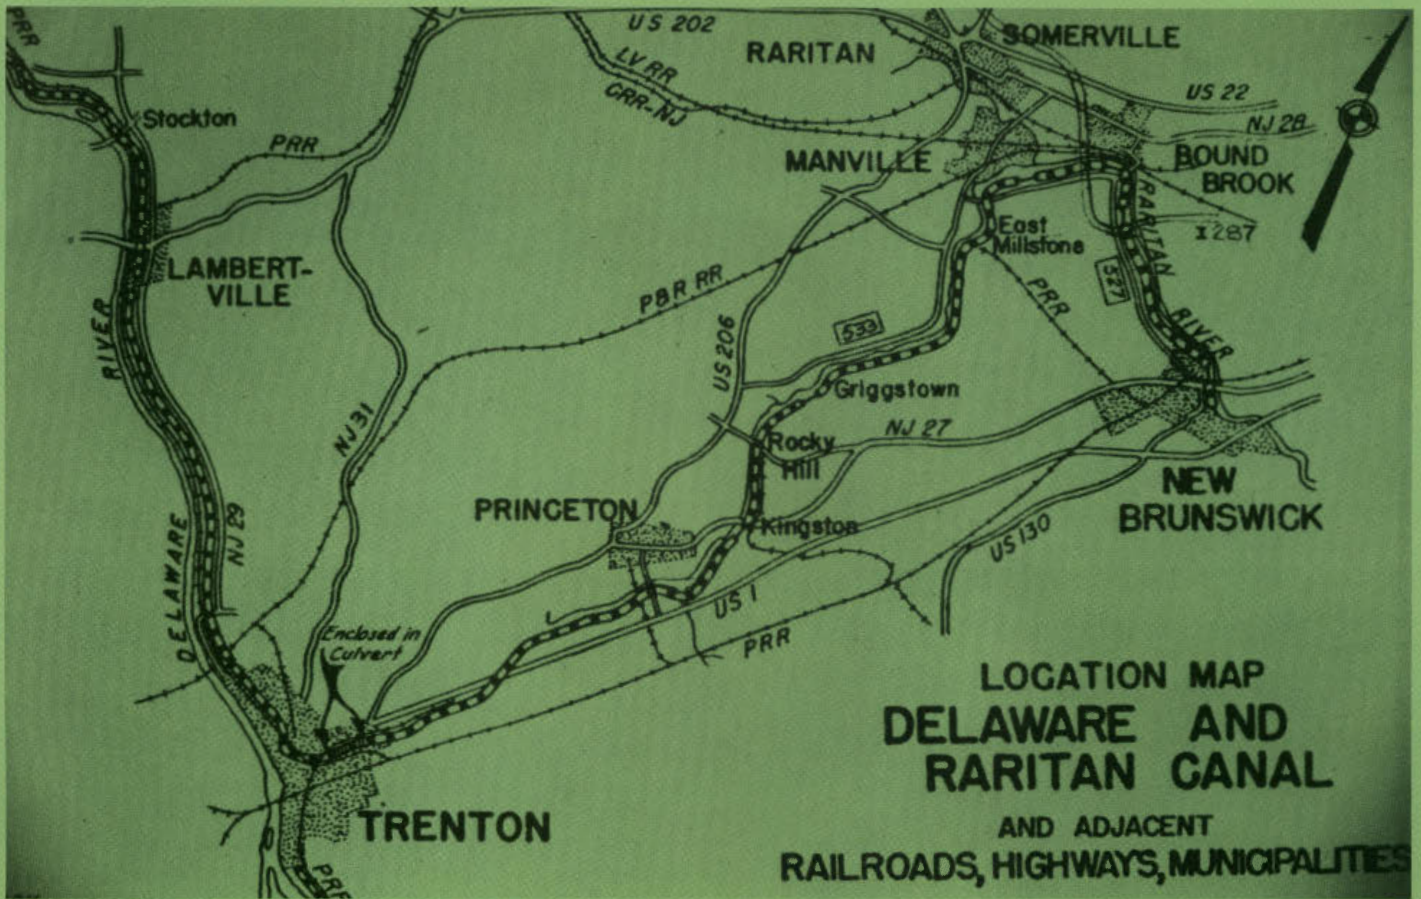 PRR
US 202
RARITAN
SOMERVILLE
LV RR
CRR-NJ
US 22
NJ 28
Stockton
PRR
MANVILLE
BOUND
BROOK
RARITAN
RIVER
East
Millstone
I 287
LAMBERT-
VILLE
PBR RR
PRR
527
RIVER
DELAWARE
US 206
533
Griggstown
NJ 31
NJ 27
Rocky
Hill
NEW
BRUNSWICK
PRINCETON
Kingston
US 130
NJ 29
US 1
PRR
Enclosed in
Culvert
TRENTON
PRR
LOCATION MAP
DELAWARE AND
RARITAN CANAL
AND ADJACENT
RAILROADS, HIGHWAYS, MUNICIPALITIES